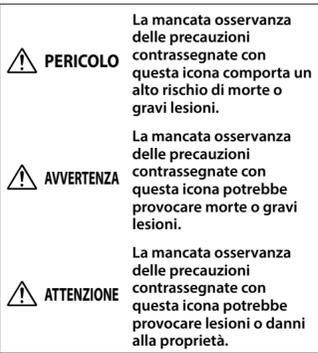 PERICOLO
La mancata osservanza
delle precauzioni
contrassegnate con
questa icona comporta un
alto rischio di morte o
gravi lesioni.
AVVERTENZA
La mancata osservanza
delle precauzioni
contrassegnate con
questa icona potrebbe
provocare morte o gravi
lesioni.
ATTENZIONE
La mancata osservanza
delle precauzioni
contrassegnate con
questa icona potrebbe
provocare lesioni o danni
alla proprietà.